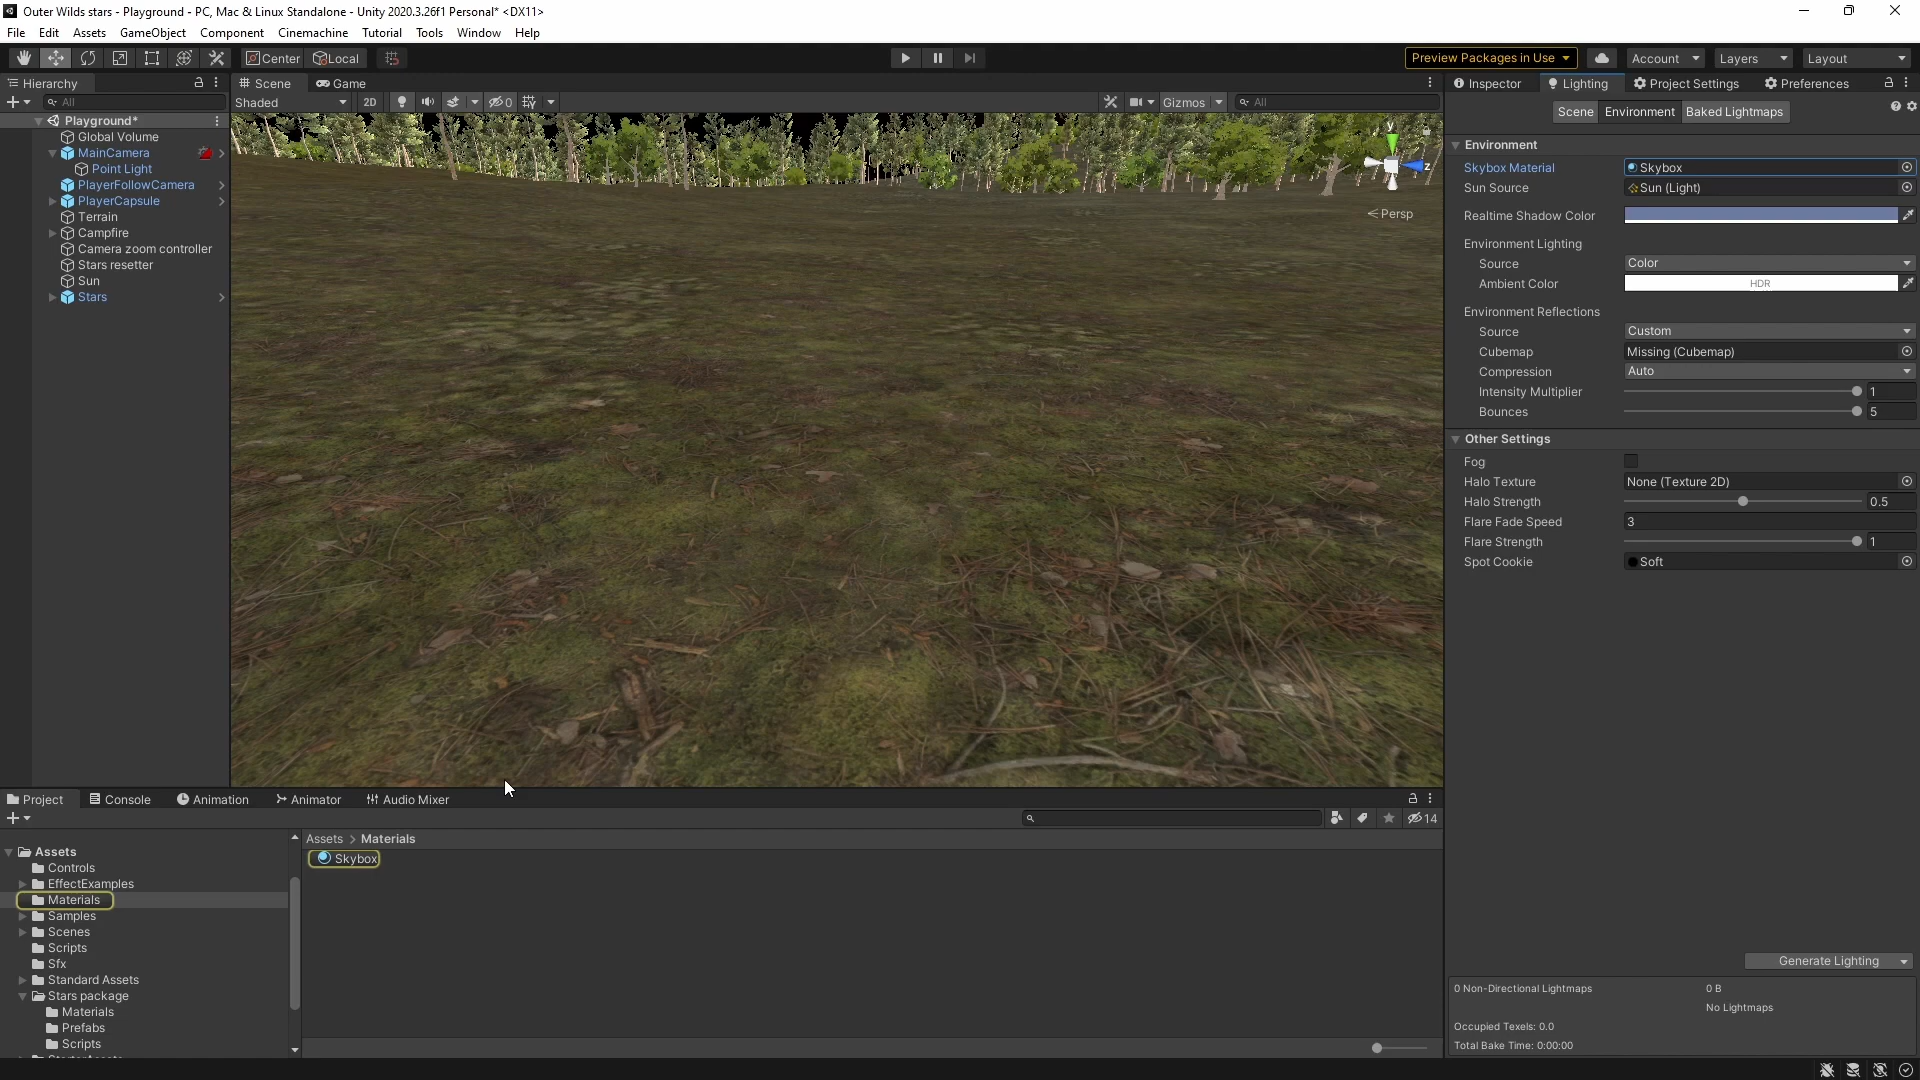 Outer Wilds stars - Playground - PC, Mac & Linux Standalone - Unity 2020.3.26f1 Personal* <DX11>
File Edit Assets GameObject Component Cinemachine Tutorial Tools Window Help
Center Local Preview Packages in Use Account Layers Layout
Hierarchy Scene Game Inspector Lighting Project Settings Preferences
All Shaded 2D 0 Gizmos All
Scene Environment Baked Lightmaps
Playground*
Global Volume
MainCamera
Point Light
PlayerFollowCamera
PlayerCapsule
Terrain
Campfire
Camera zoom controller
Stars resetter
Sun
Stars
y
z
< Persp
Environment
Skybox Material Skybox
Sun Source Sun (Light)
Realtime Shadow Color
Environment Lighting
Source Color
Ambient Color HDR
Environment Reflections
Source Custom
Cubemap Missing (Cubemap)
Compression Auto
Intensity Multiplier 1
Bounces 5
Other Settings
Fog
Halo Texture None (Texture 2D)
Halo Strength 0.5
Flare Fade Speed 3
Flare Strength 1
Spot Cookie Soft
Generate Lighting
0 Non-Directional Lightmaps 0 B
No Lightmaps
Occupied Texels: 0.0
Total Bake Time: 0:00:00
Project Console Animation Animator Audio Mixer
14
Assets > Materials
Skybox
Assets
Controls
EffectExamples
Materials
Samples
Scenes
Scripts
Sfx
Standard Assets
Stars package
Materials
Prefabs
Scripts